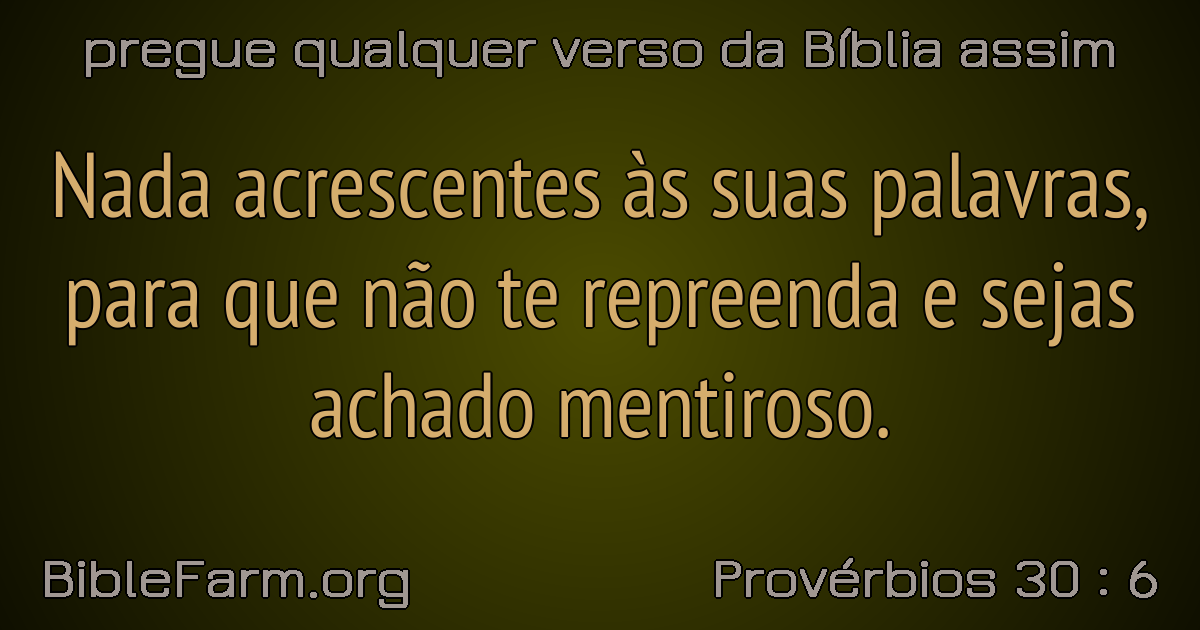 pregue qualquer verso da Bíblia assim
Nada acrescentes às suas palavras,
para que não te repreenda e sejas
achado mentiroso.
BibleFarm.org
Provérbios 30 : 6